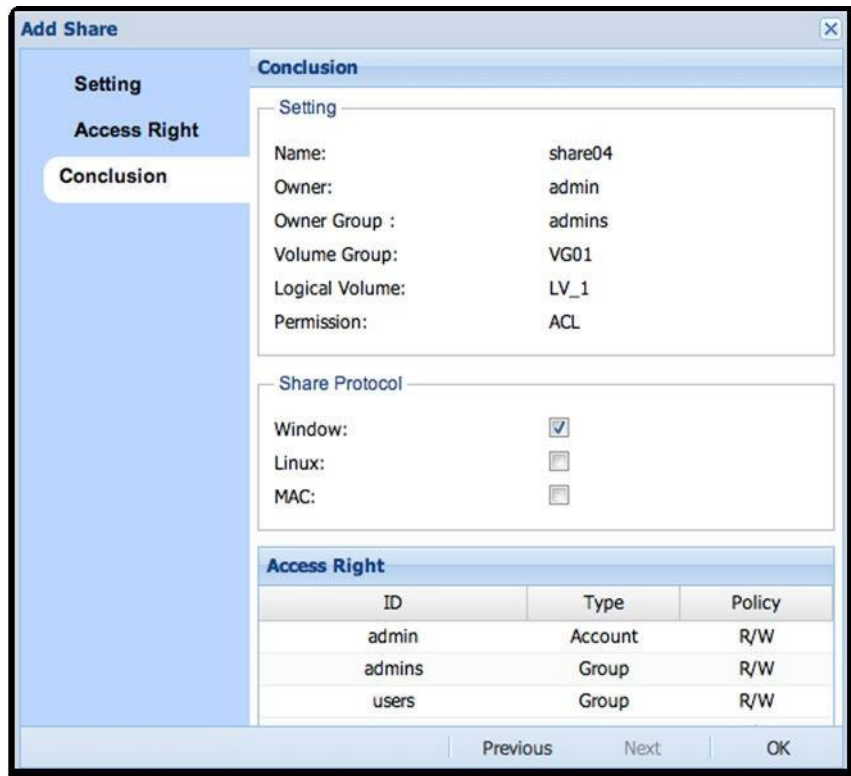 Add Share
Setting
Access Right
Conclusion
Conclusion
Setting
Name: share04
Owner: admin
Owner Group : admins
Volume Group: VG01
Logical Volume: LV_1
Permission: ACL
Share Protocol
Window:
Linux:
MAC:
Access Right
ID Type Policy
admin Account R/W
admins Group R/W
users Group R/W
Previous Next OK